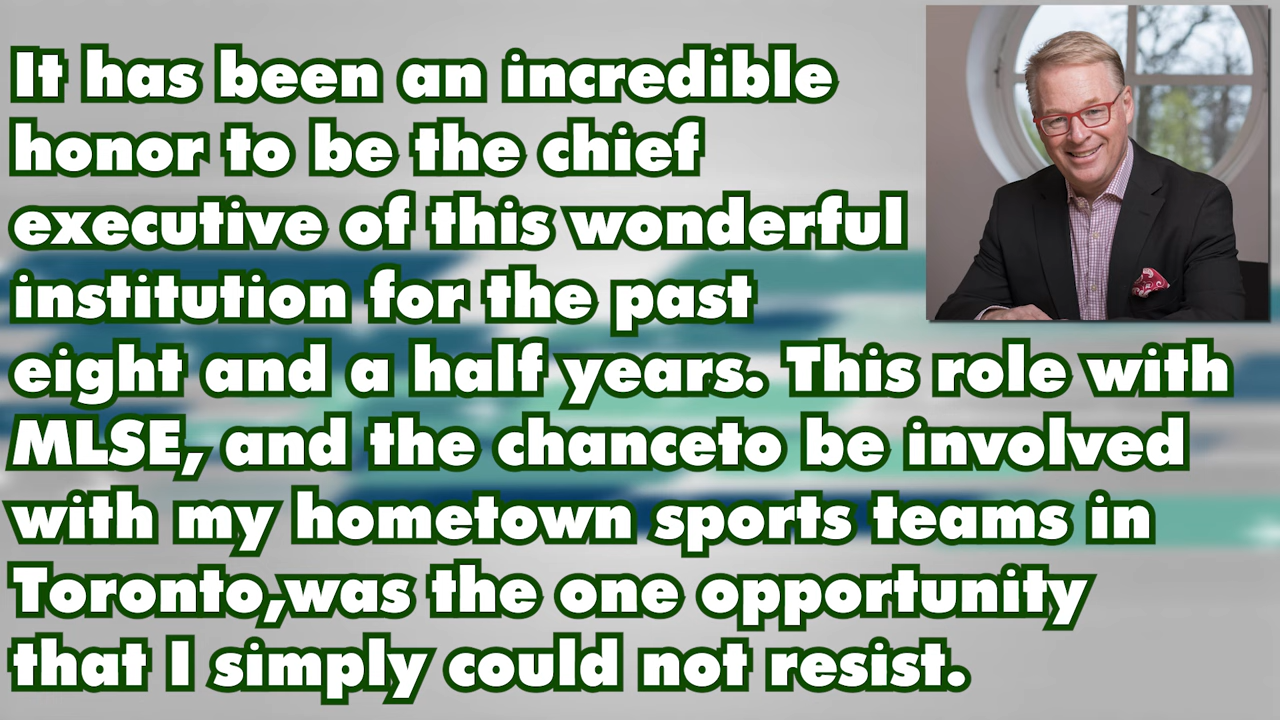 It has been an incredible
honor to be the chief
executive of this wonderful
institution for the past
eight and a half years. This role with
MLSE, and the chanceto be involved
with my hometown sports teams in
Toronto,was the one opportunity
that I simply could not resist.